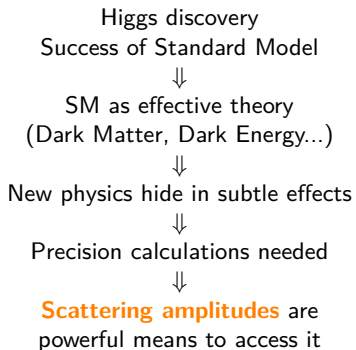 Higgs discovery
Success of Standard Model
⇓
SM as effective theory
(Dark Matter, Dark Energy...)
⇓
New physics hide in subtle effects
⇓
Precision calculations needed
⇓
Scattering amplitudes are
powerful means to access it